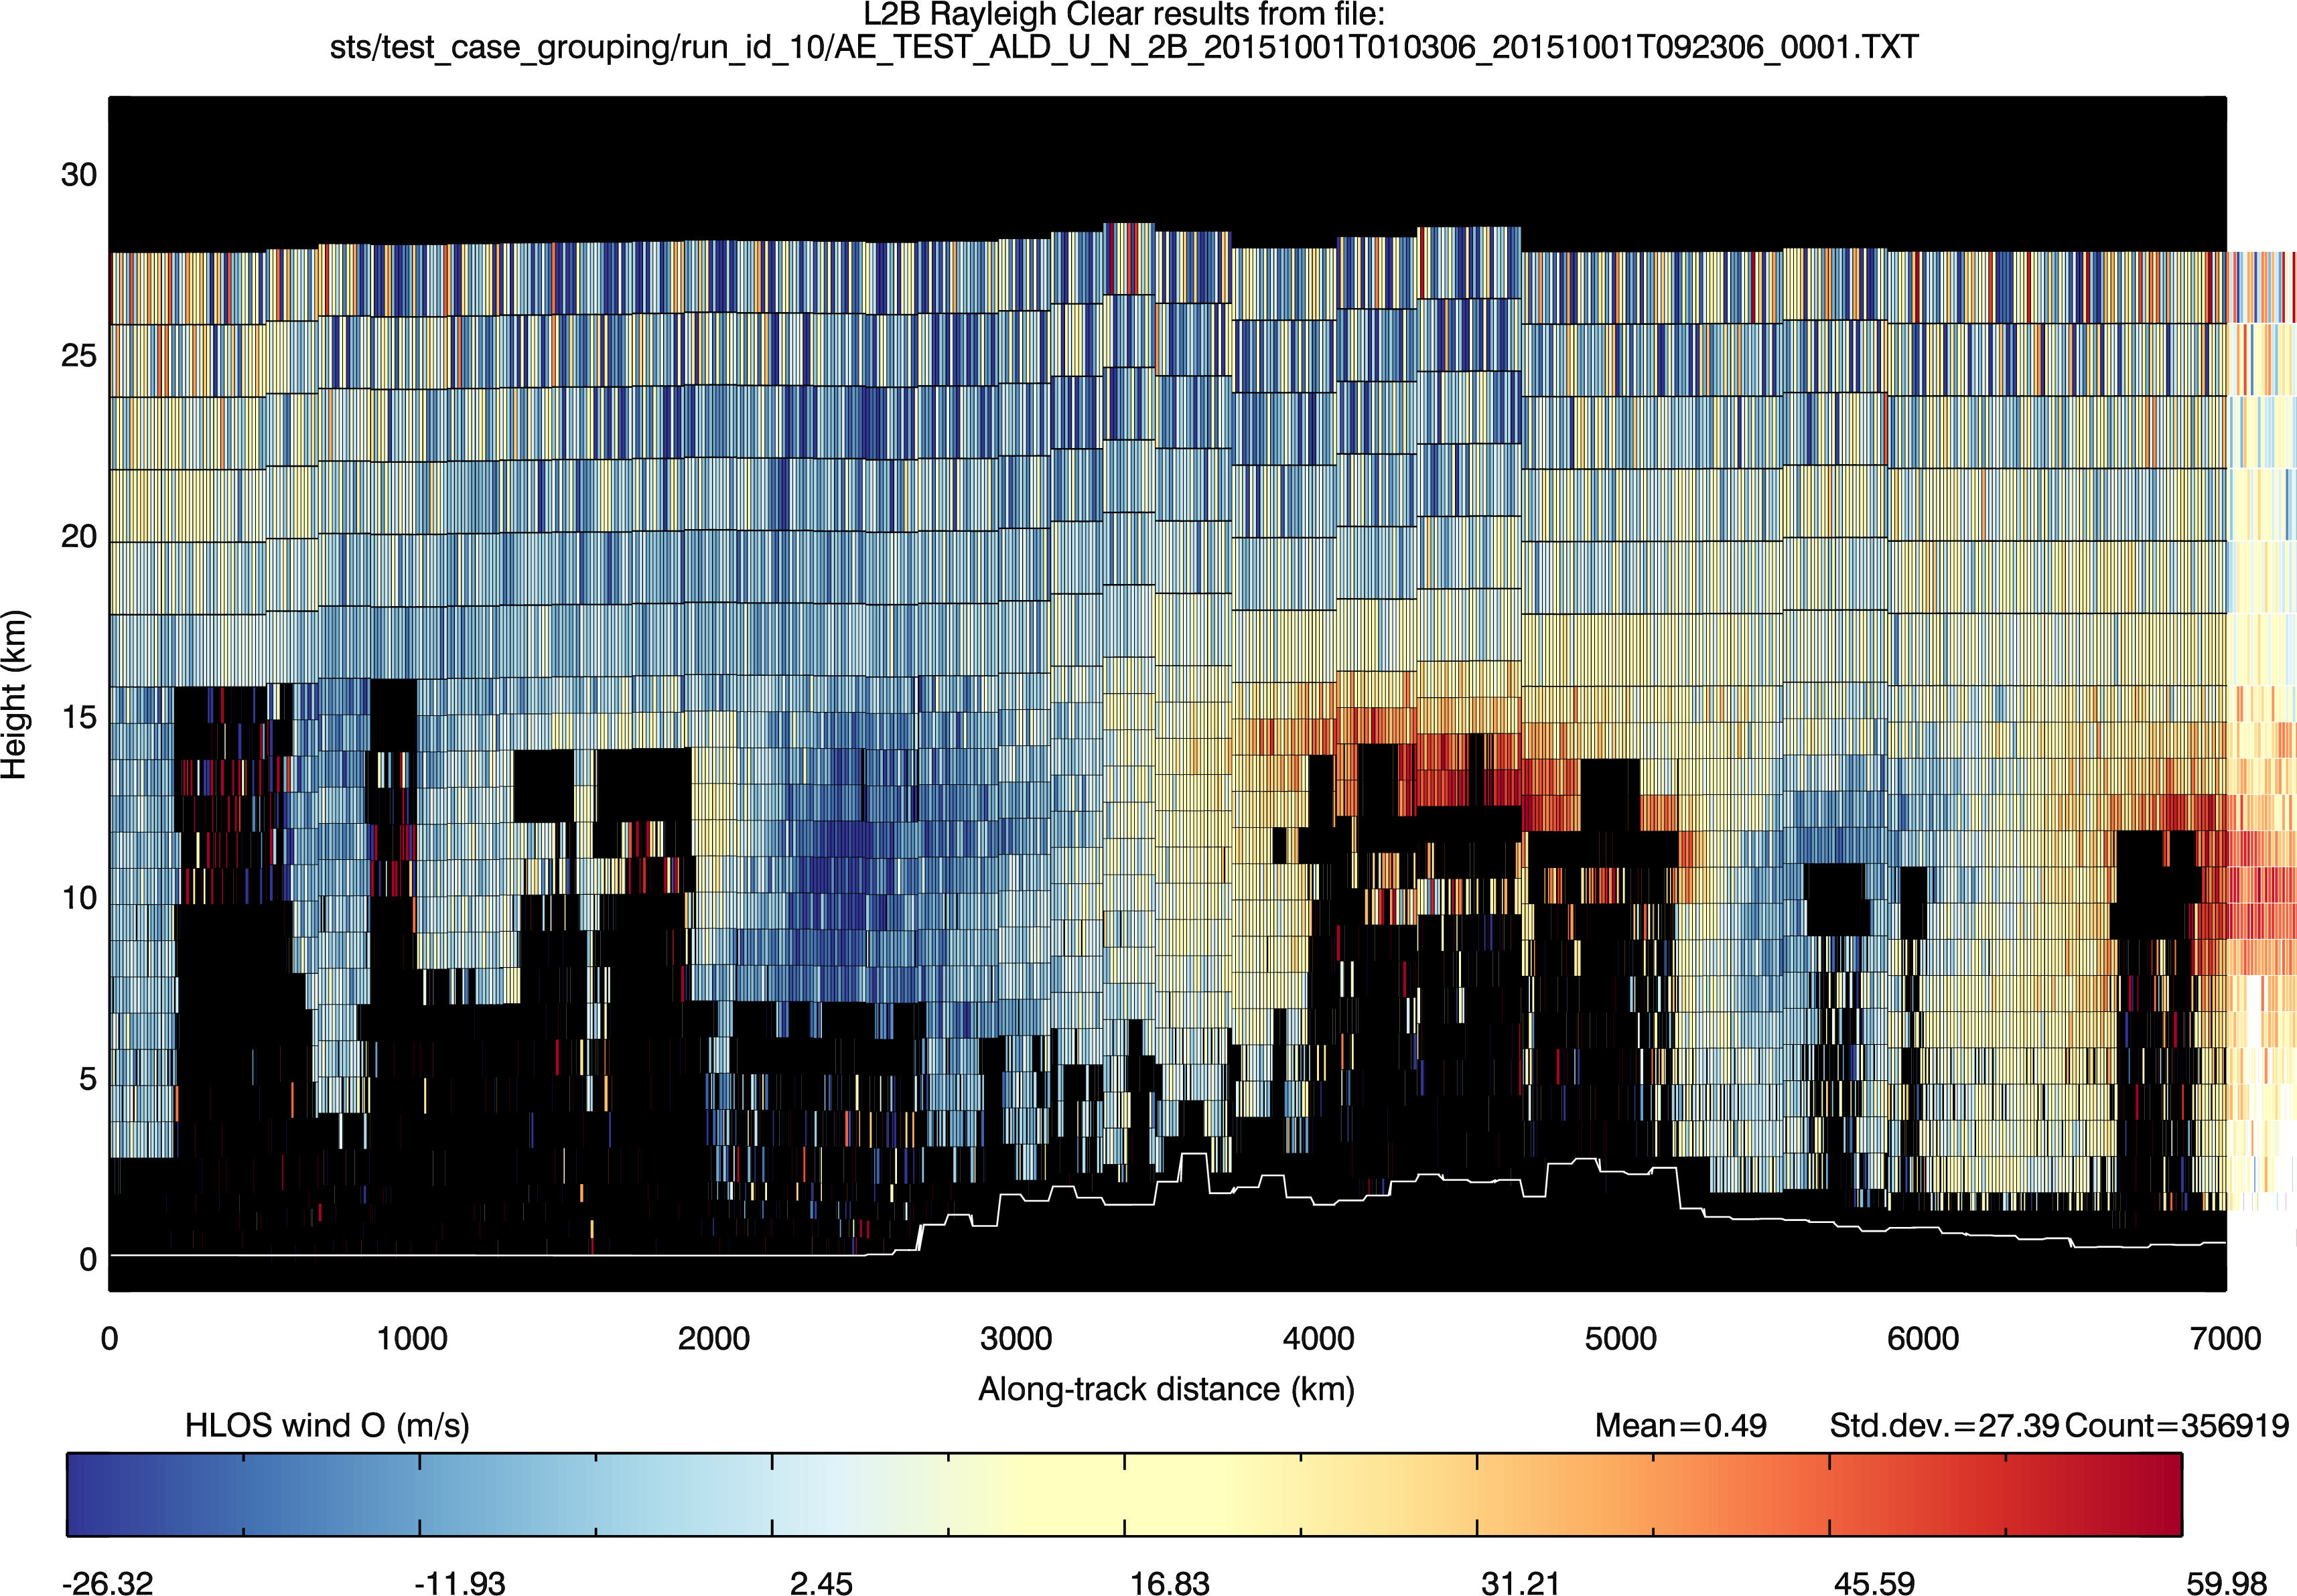 L2B Rayleigh Clear results from file:
sts/test_case_grouping/run_id_10/AE_TEST_ALD_U_N_2B_20151001T010306_20151001T092306_0001.TXT
30
25
20
15
10
5
0
Height (km)
0 1000 2000 3000 4000 5000 6000 7000
Along-track distance (km)
HLOS wind O (m/s) Mean=0.49 Std.dev.=27.39 Count=356919
-26.32 -11.93 2.45 16.83 31.21 45.59 59.98